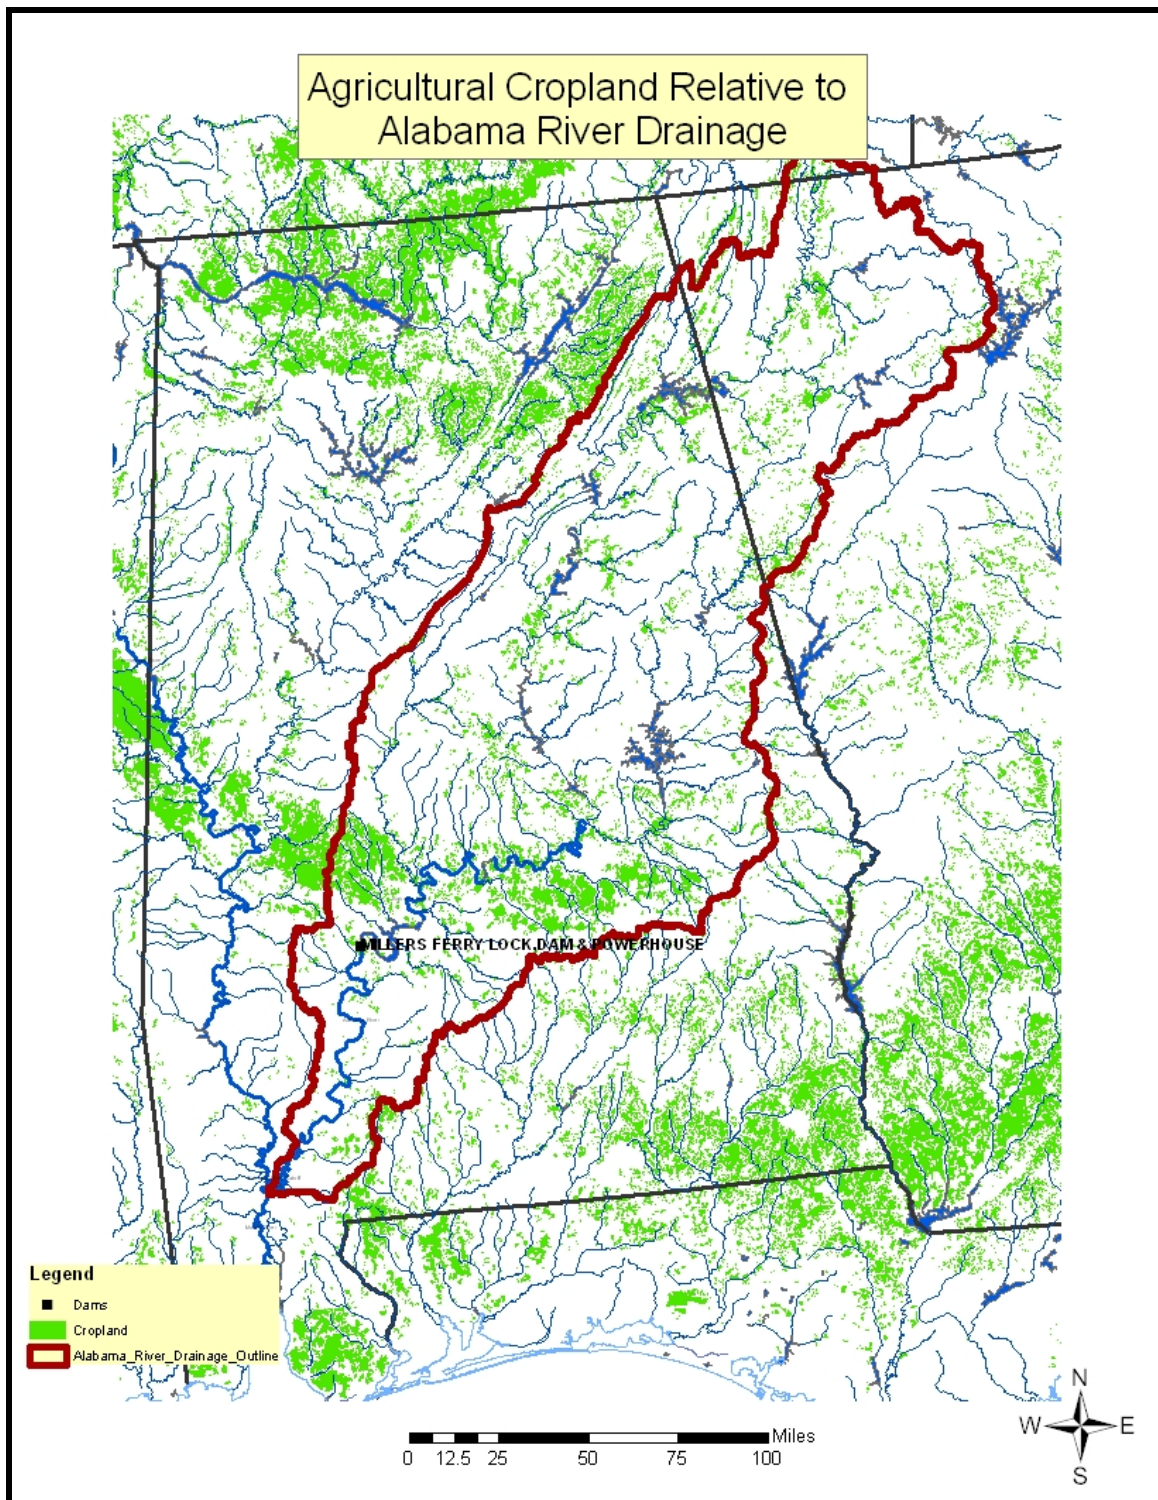 Agricultural Cropland Relative to
Alabama River Drainage
MILLERS FERRY LOCK,DAM & POWERHOUSE
Legend
Dams
Cropland
Alabama_River_Drainage_Outline
Miles
0 12.5 25 50 75 100
N
W E
S